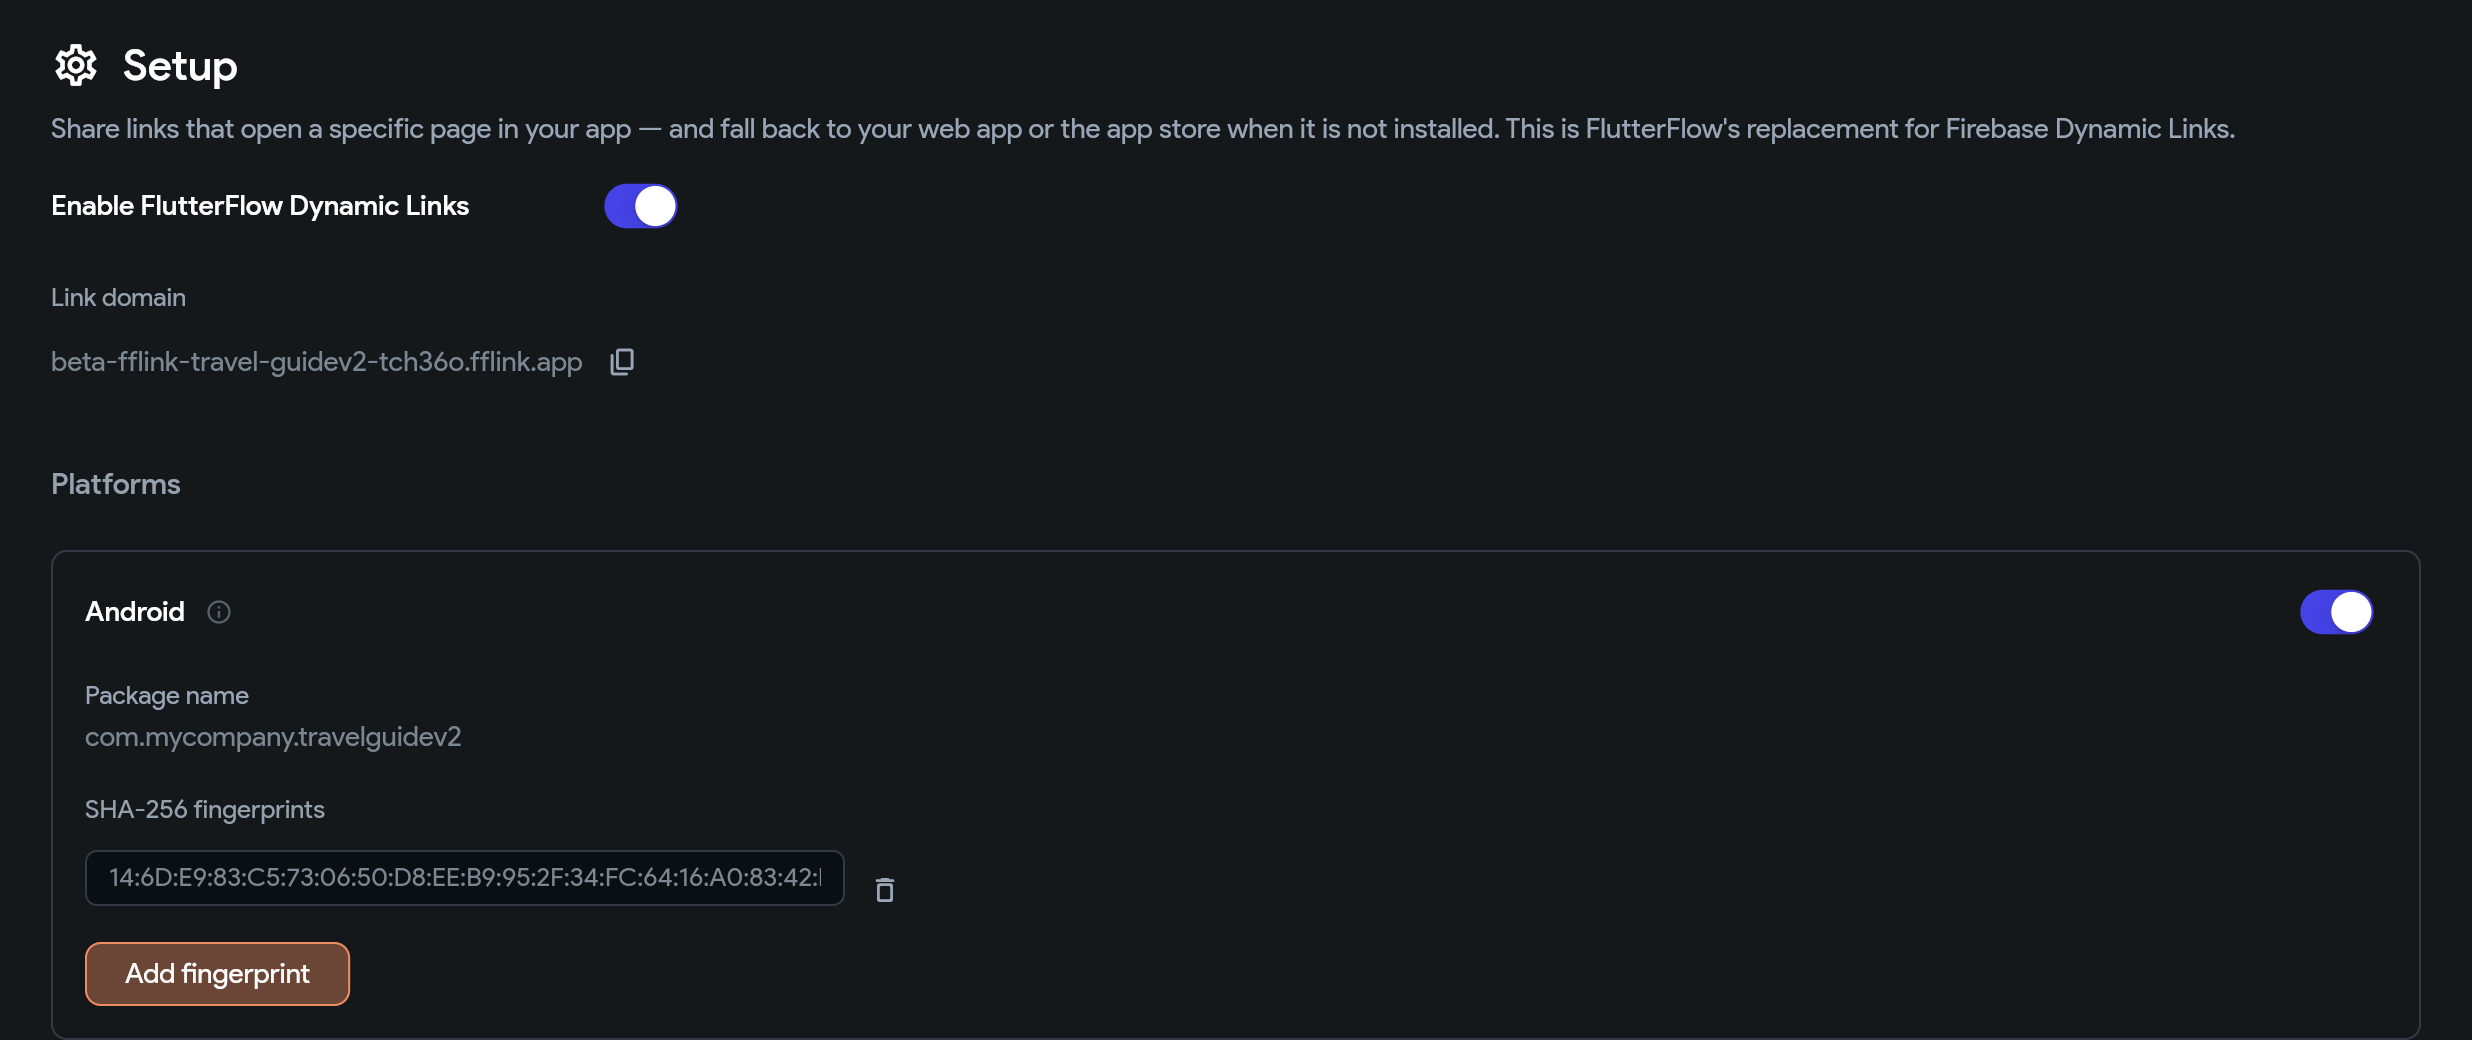 Setup
Share links that open a specific page in your app — and fall back to your web app or the app store when it is not installed. This is FlutterFlow's replacement for Firebase Dynamic Links.
Enable FlutterFlow Dynamic Links
Link domain
beta-fflink-travel-guidev2-tch36o.fflink.app
Platforms
Android
Package name
com.mycompany.travelguidev2
SHA-256 fingerprints
14:6D:E9:83:C5:73:06:50:D8:EE:B9:95:2F:34:FC:64:16:A0:83:42:
Add fingerprint